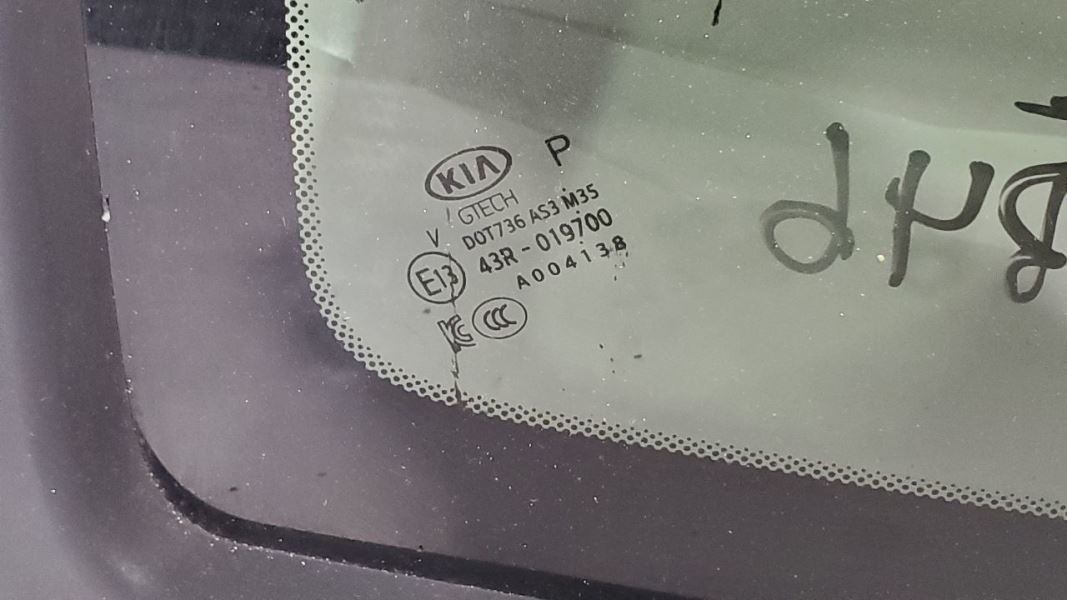 KIA P
GTECH
DOT736 AS3 M35
V
43R - 019700
E13
A004138
CCC